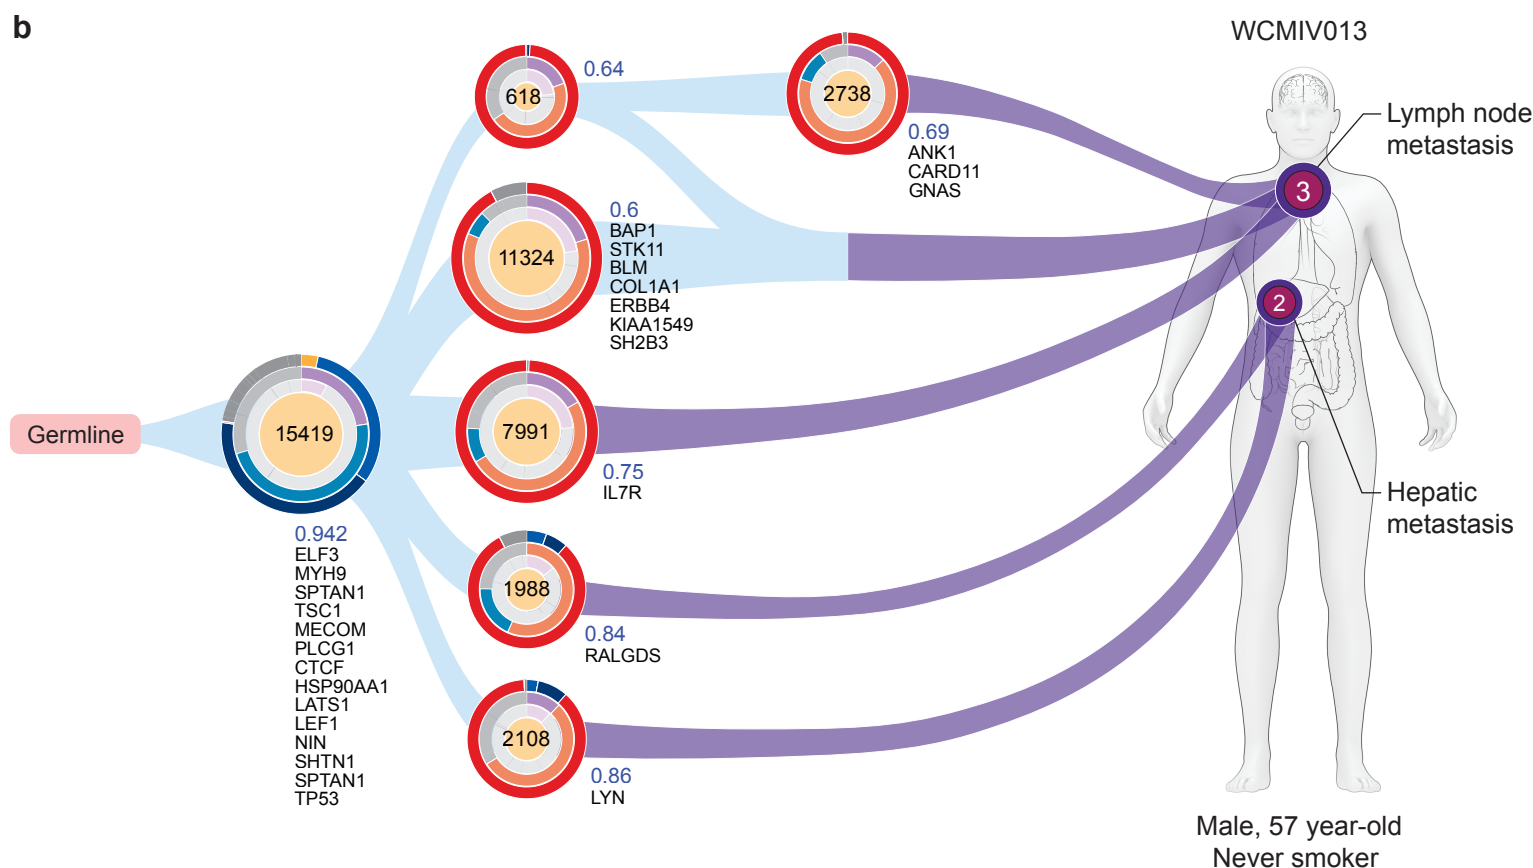 b
WCMIV013
618
0.64
2738
0.69
ANK1
CARD11
GNAS
Lymph node
metastasis
3
11324
0.6
BAP1
STK11
BLM
COL1A1
ERBB4
KIAA1549
SH2B3
2
Germline
15419
0.942
ELF3
MYH9
SPTAN1
TSC1
MECOM
PLCG1
CTCF
HSP90AA1
LATS1
LEF1
NIN
SHTN1
SPTAN1
TP53
7991
0.75
IL7R
Hepatic
metastasis
1988
0.84
RALGDS
2108
0.86
LYN
Male, 57 year-old
Never smoker